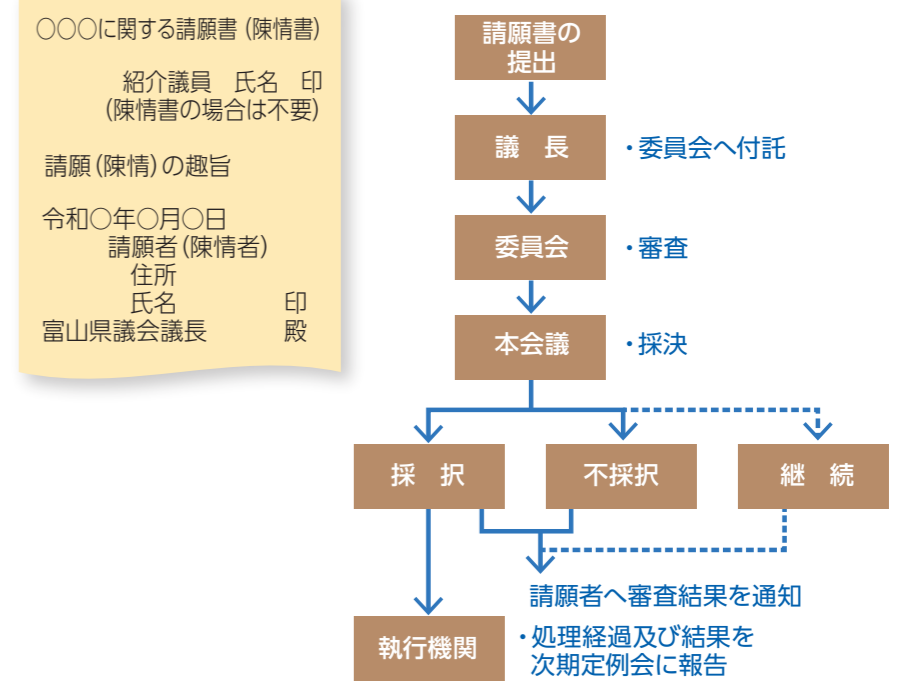 ○○○に関する請願書(陳情書)
紹介議員 氏名 印
(陳情書の場合は不要)
請願(陳情)の趣旨
令和○年○月○日
請願者(陳情者)
住所
氏名 印
富山県議会議長 殿
請願書の
提出
議 長
・委員会へ付託
委員会
・審査
本会議
・採決
採 択
不採択
継 続
請願者へ審査結果を通知
執行機関
・処理経過及び結果を
次期定例会に報告